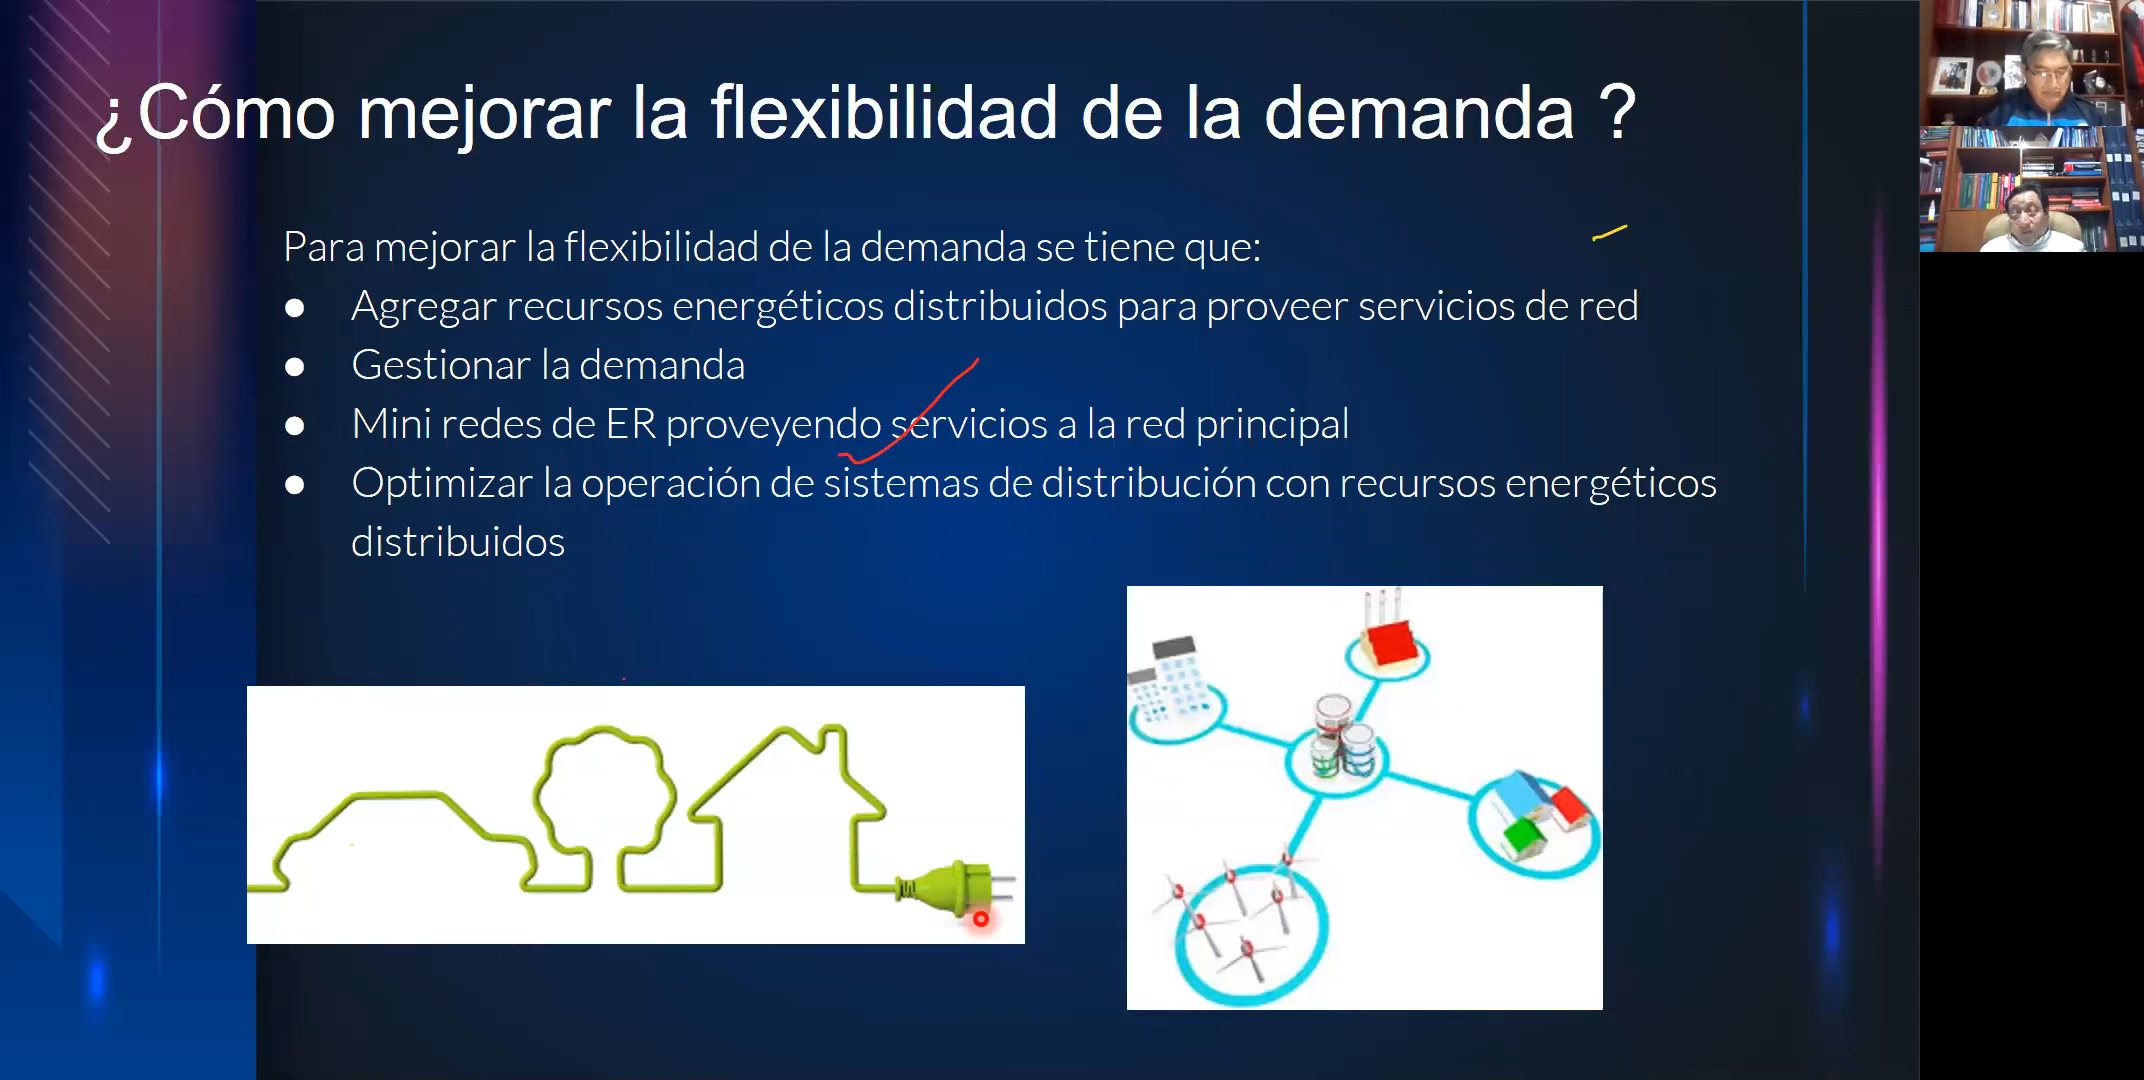 ¿Cómo mejorar la flexibilidad de la demanda ?
Para mejorar la flexibilidad de la demanda se tiene que:
● Agregar recursos energéticos distribuidos para proveer servicios de red
● Gestionar la demanda
● Mini redes de ER proveyendo servicios a la red principal
● Optimizar la operación de sistemas de distribución con recursos energéticos
distribuidos